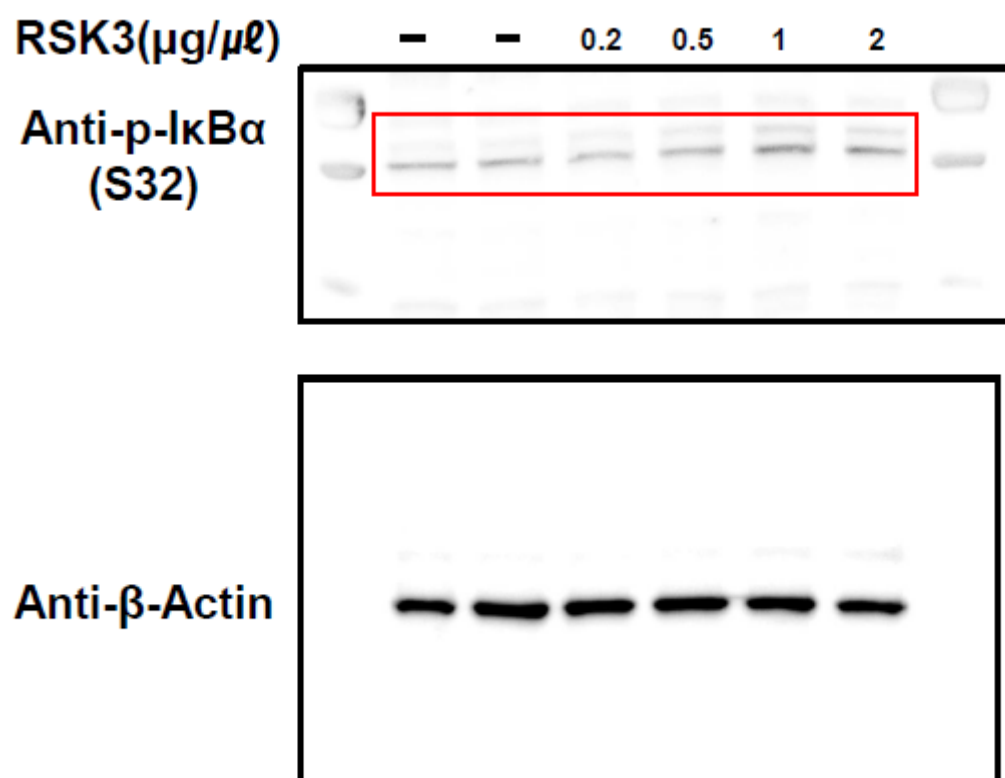 RSK3(μg/㎕) - - 0.2 0.5 1 2
Anti-p-IκBα
(S32)
Anti-β-Actin